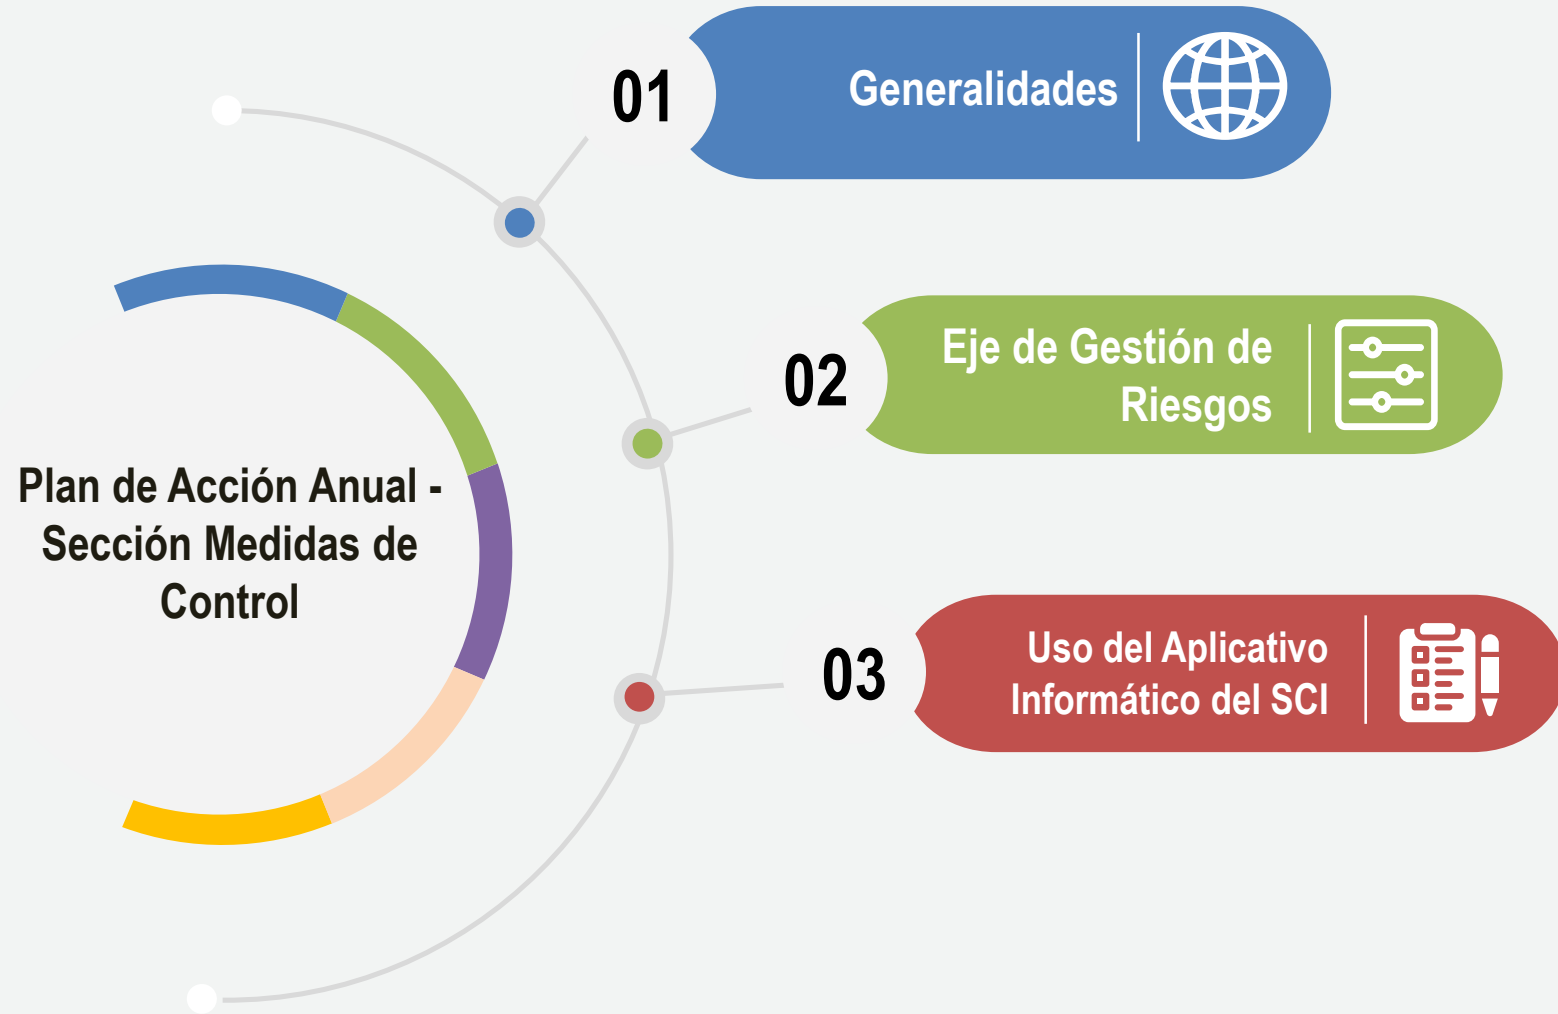 Plan de Acción Anual -
Sección Medidas de
Control
01
Generalidades
02
Eje de Gestión de
Riesgos
03
Uso del Aplicativo
Informático del SCI